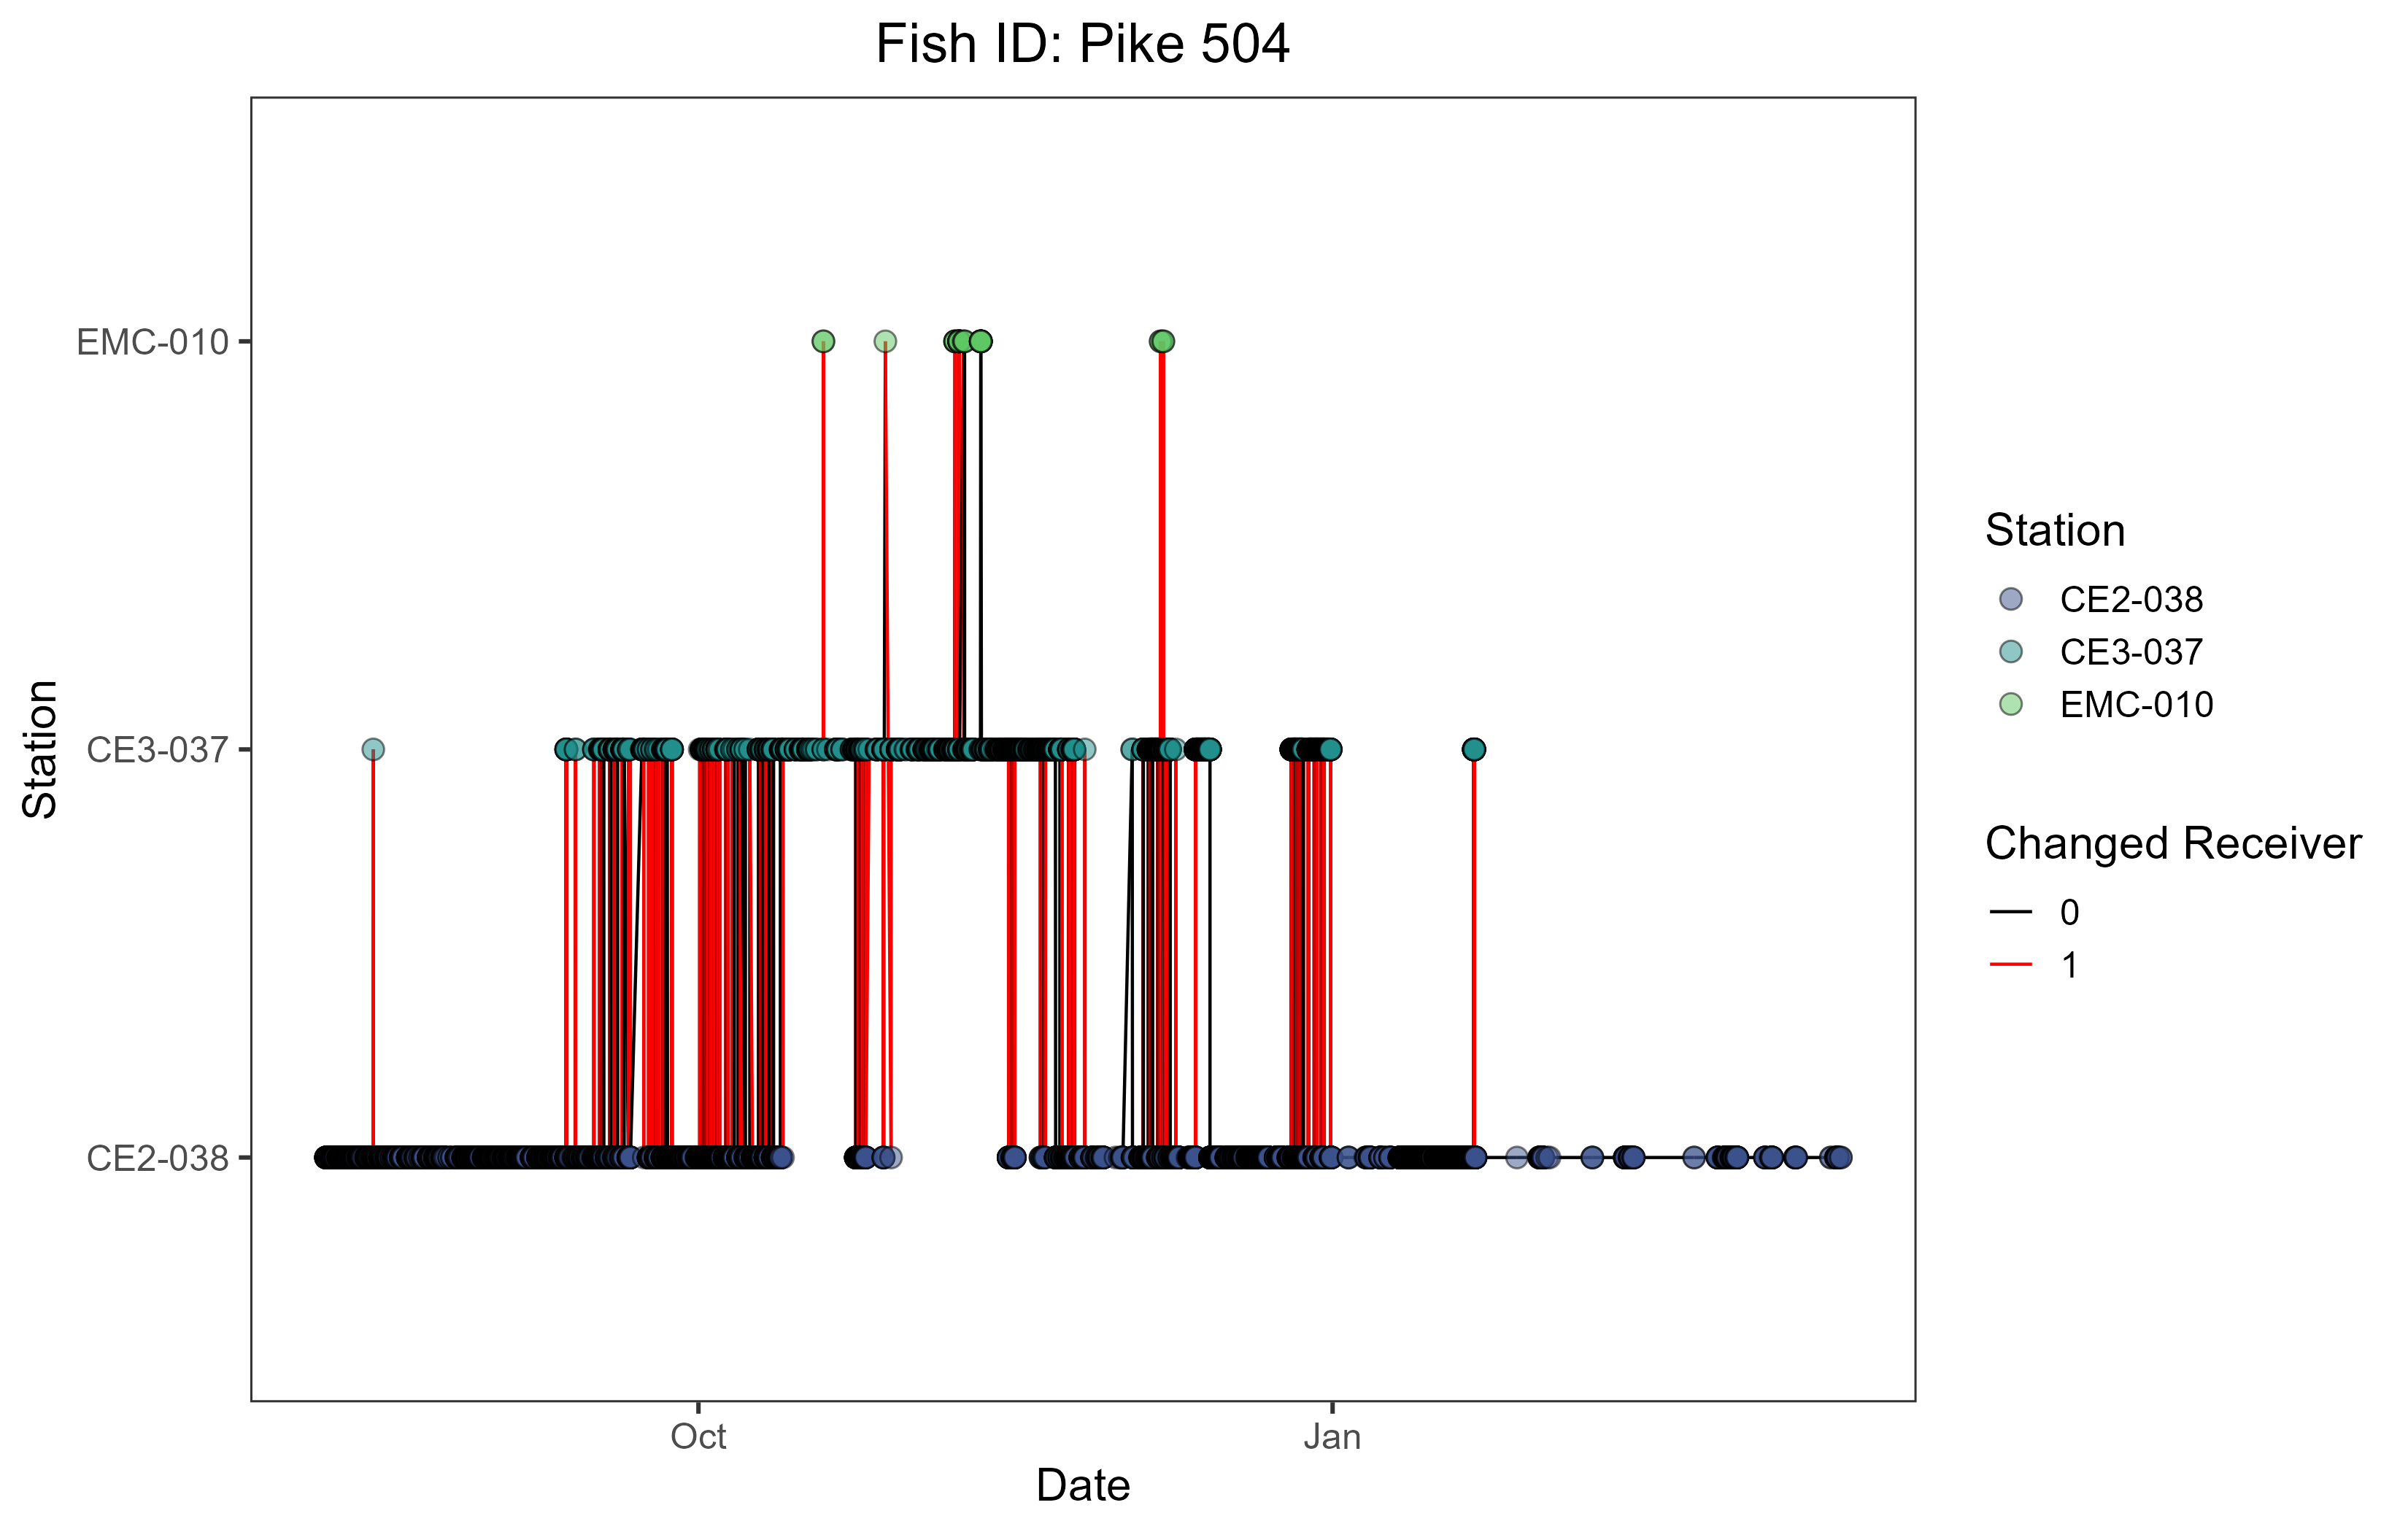 Fish ID: Pike 504
Station
EMC-010
CE3-037
CE2-038
Oct
Jan
Date
Station
CE2-038
CE3-037
EMC-010
Changed Receiver
0
1